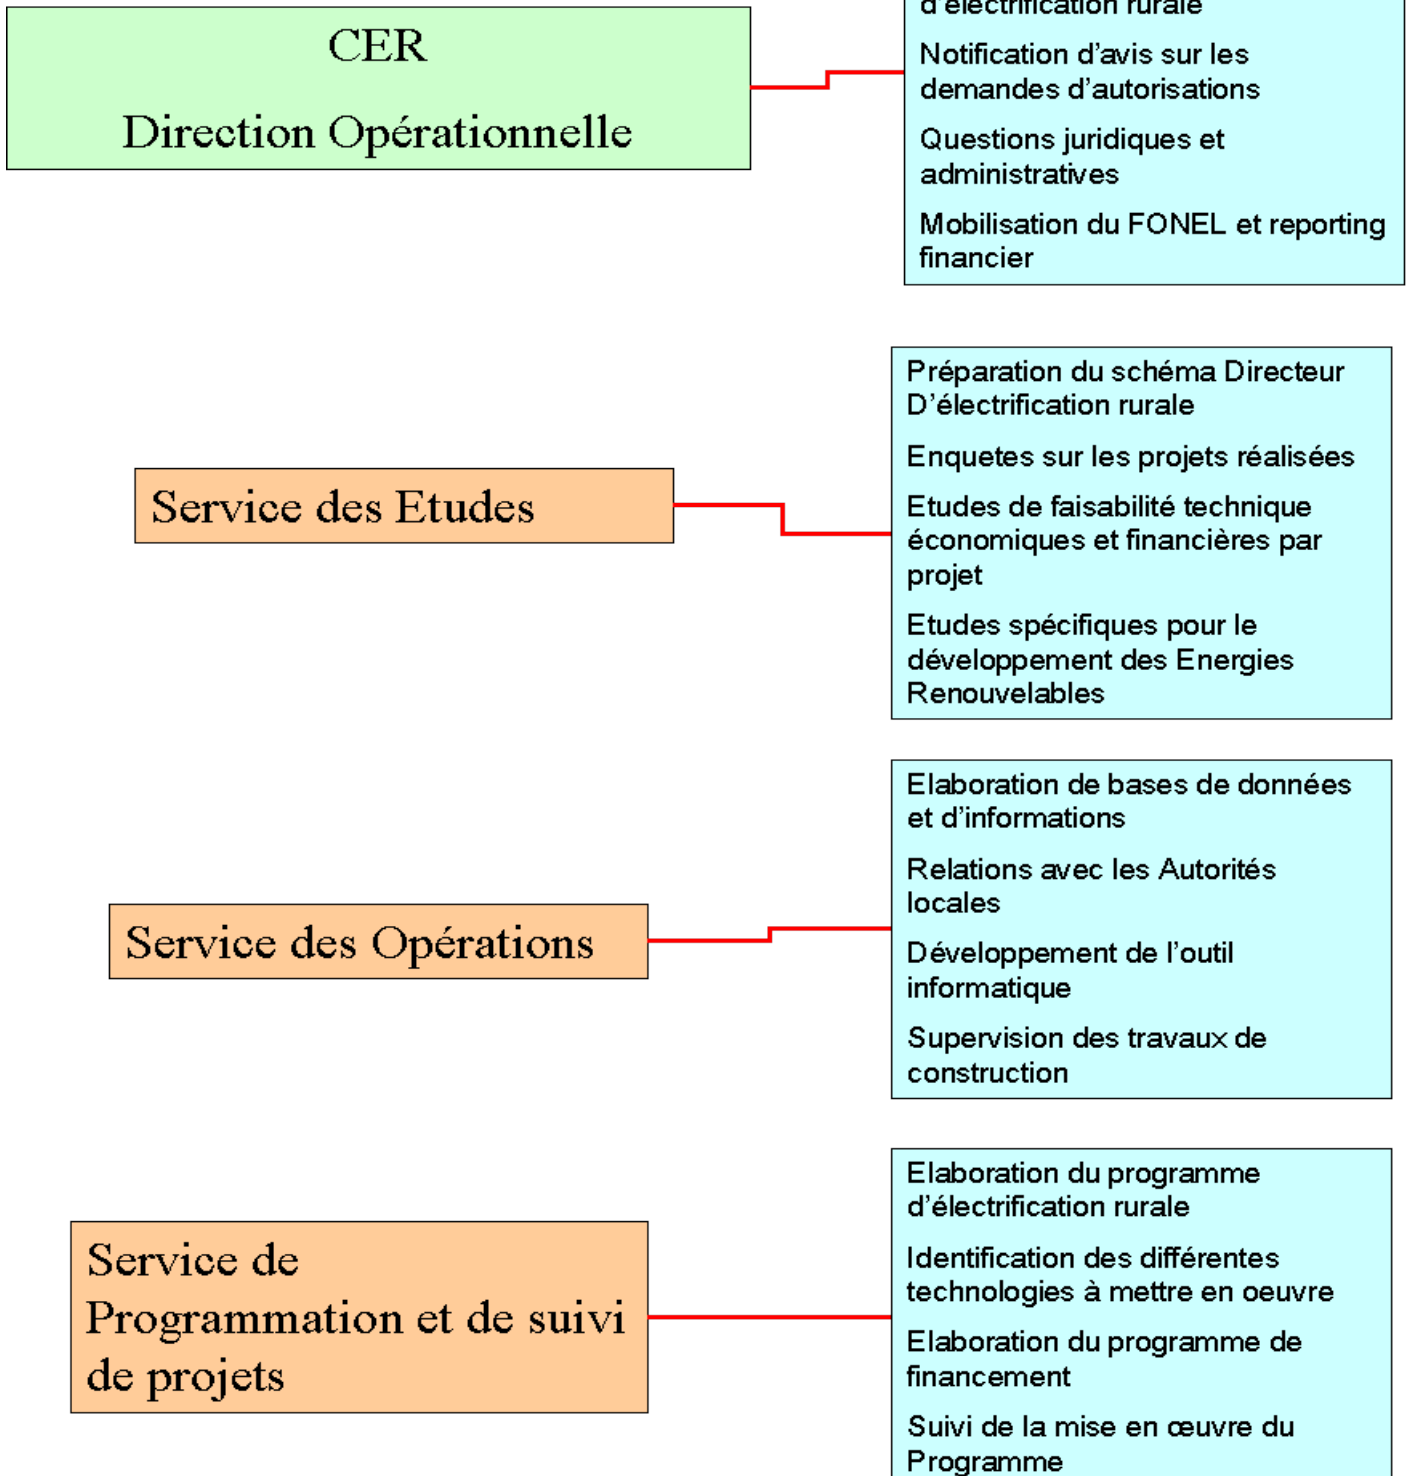 CER
Direction Opérationnelle
d'électrification rurale
Notification d'avis sur les
demandes d'autorisations
Questions juridiques et
administratives
Mobilisation du FONEL et reporting
financier
Service des Etudes
Préparation du schéma Directeur
D'électrification rurale
Enquetes sur les projets réalisées
Etudes de faisabilité technique
économiques et financières par
projet
Etudes spécifiques pour le
développement des Energies
Renouvelables
Service des Opérations
Elaboration de bases de données
et d'informations
Relations avec les Autorités
locales
Développement de l'outil
informatique
Supervision des travaux de
construction
Service de
Programmation et de suivi
de projets
Elaboration du programme
d'électrification rurale
Identification des différentes
technologies à mettre en oeuvre
Elaboration du programme de
financement
Suivi de la mise en œuvre du
Programme